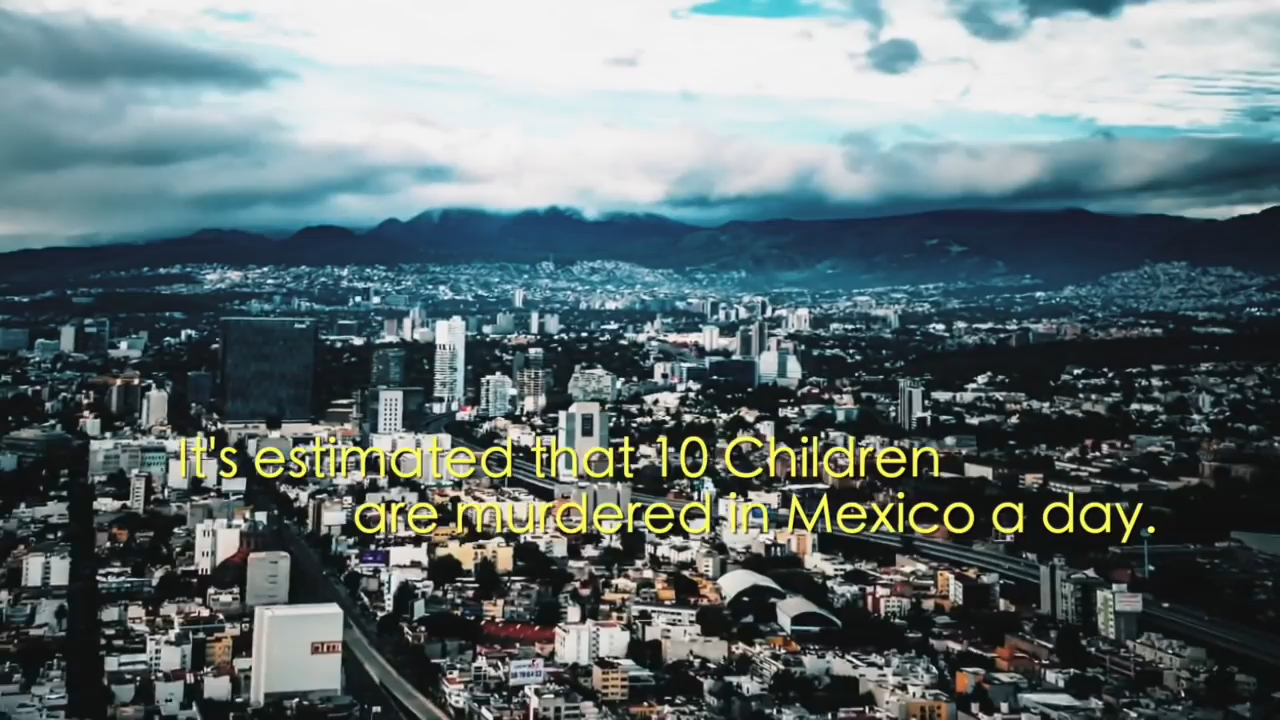 It's estimated that 10 Children
are murdered in Mexico a day.